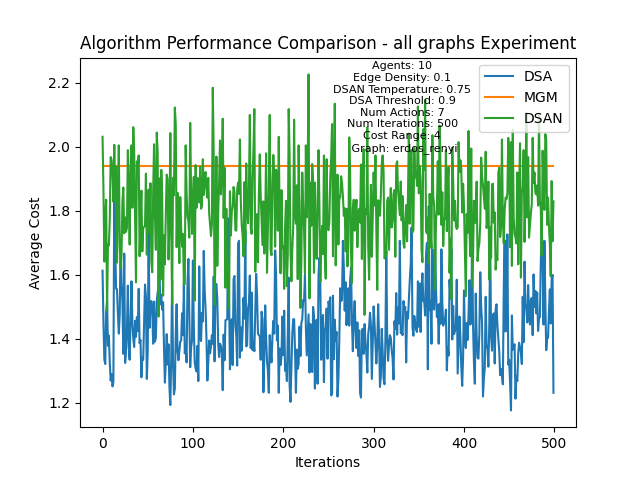 Algorithm Performance Comparison - all graphs Experiment
Agents: 10
Edge Density: 0.1
DSAN Temperature: 0.75
DSA Threshold: 0.9
Num Actions: 7
Num Iterations: 500
Cost Range: 4
Graph: erdos_renyi
DSA
MGM
DSAN
2.2
2.0
1.8
1.6
1.4
1.2
Average Cost
0
100
200
300
400
500
Iterations